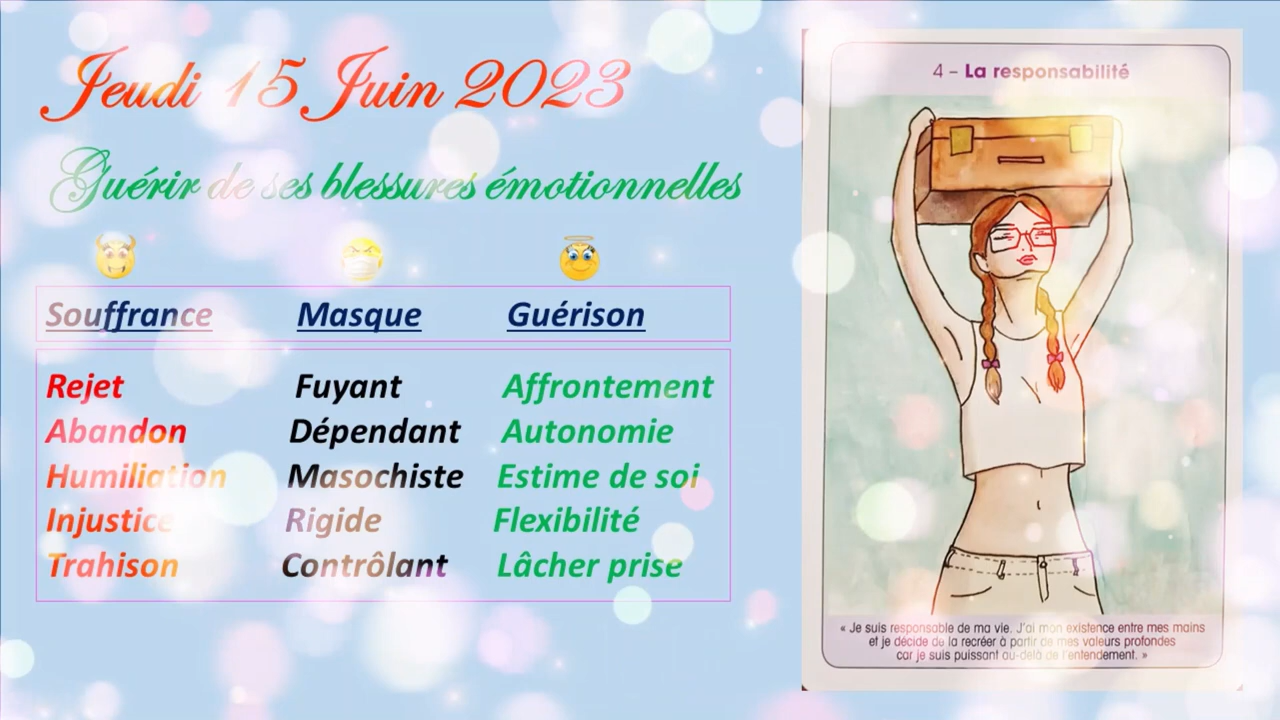 Jeudi 15 Juin 2023
Guérir de ses blessures émotionnelles
Souffrance Masque Guérison
Rejet Fuyant Affrontement
Abandon Dépendant Autonomie
Humiliation Masochiste Estime de soi
Injustice Rigide Flexibilité
Trahison Contrôlant Lâcher prise
4 – La responsabilité
« Je suis responsable de ma vie. J'ai mon existence entre mes mains
et je décide de la recréer à partir de mes valeurs profondes
car je suis puissant au-delà de l'entendement. »